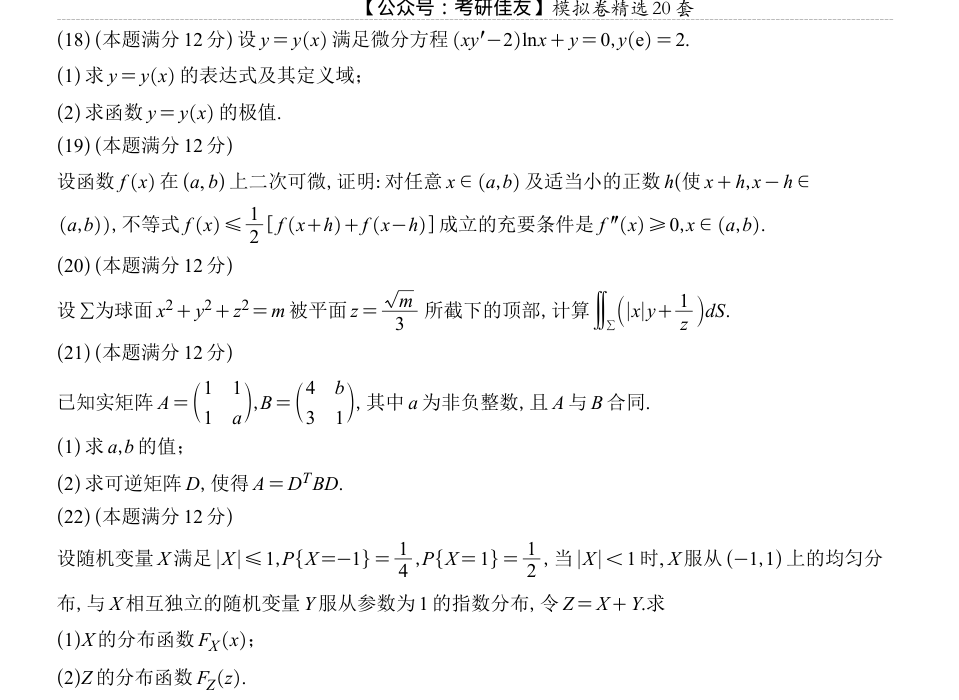 【公众号：考研佳友】模拟卷精选20套
(18) (本题满分 12 分) 设 y=y(x) 满足微分方程 (xy′−2)lnx+y=0,y(e)=2.
(1) 求 y=y(x) 的表达式及其定义域;
(2) 求函数 y=y(x) 的极值.
(19) (本题满分 12 分)
设函数 f(x) 在 (a,b) 上二次可微, 证明: 对任意 x∈(a,b) 及适当小的正数 h(使 x+h,x−h∈
(a,b)), 不等式 f(x)≤1/2[f(x+h)+f(x−h)] 成立的充要条件是 f″(x)≥0,x∈(a,b).
(20) (本题满分 12 分)
设 Σ为球面 x²+y²+z²=m 被平面 z=√m/3 所截下的顶部, 计算 ∬_Σ(|x|y+1/z)dS.
(21) (本题满分 12 分)
已知实矩阵 A=(1 1; 1 a),B=(4 b; 3 1), 其中 a 为非负整数, 且 A 与 B 合同.
(1) 求 a,b 的值;
(2) 求可逆矩阵 D, 使得 A=DᵀBD.
(22) (本题满分 12 分)
设随机变量 X 满足 |X|≤1,P{X=−1}=1/4,P{X=1}=1/2, 当 |X|<1 时, X 服从 (−1,1) 上的均匀分
布, 与 X 相互独立的随机变量 Y 服从参数为 1 的指数分布, 令 Z=X+Y.求
(1)X 的分布函数 F_X(x);
(2)Z 的分布函数 F_Z(z).